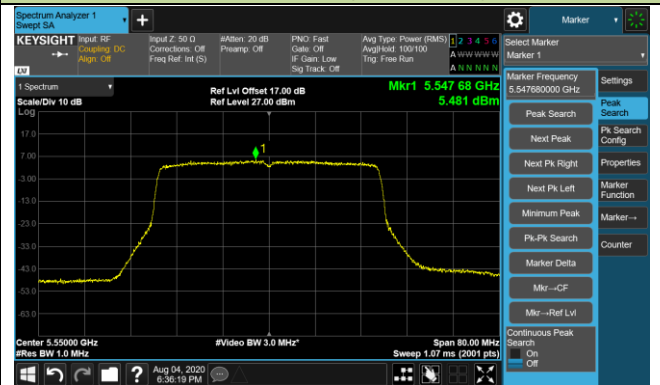 Spectrum Analyzer 1
Swept SA
Marker
KEYSIGHT
Input: RF
Coupling: DC
Align: Off
Input Z: 50 Ω
Corrections: Off
Freq Ref: Int (S)
#Atten: 20 dB
Preamp: Off
PNO: Fast
Gate: Off
IF Gain: Low
Sig Track: Off
Avg Type: Power (RMS)
Avg|Hold: 100/100
Trig: Free Run
1 2 3 4 5 6
A W W W W W
A N N N N N
LXI
Select Marker
Marker 1
1 Spectrum
Scale/Div 10 dB
Ref Lvl Offset 17.00 dB
Ref Level 27.00 dBm
Mkr1 5.547 68 GHz
5.481 dBm
Log
17.0
7.00
-3.00
-13.0
-23.0
-33.0
-43.0
-53.0
-63.0
1
Center 5.55000 GHz
#Res BW 1.0 MHz
#Video BW 3.0 MHz*
Span 80.00 MHz
Sweep 1.07 ms (2001 pts)
Marker Frequency
5.547680000 GHz
Peak Search
Next Peak
Next Pk Right
Next Pk Left
Minimum Peak
Pk-Pk Search
Marker Delta
Mkr→CF
Mkr→Ref Lvl
Continuous Peak
Search
On
Off
Settings
Peak
Search
Pk Search
Config
Properties
Marker
Function
Marker→
Counter
?
Aug 04, 2020
6:36:19 PM